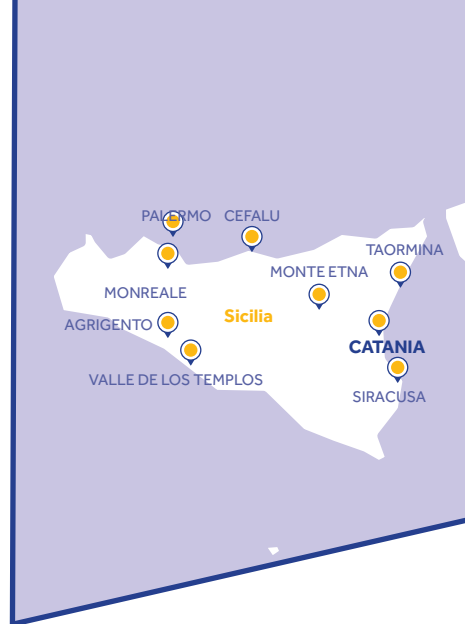 PALERMO
CEFALU
TAORMINA
MONTE ETNA
MONREALE
Sicilia
AGRIGENTO
CATANIA
VALLE DE LOS TEMPLOS
SIRACUSA